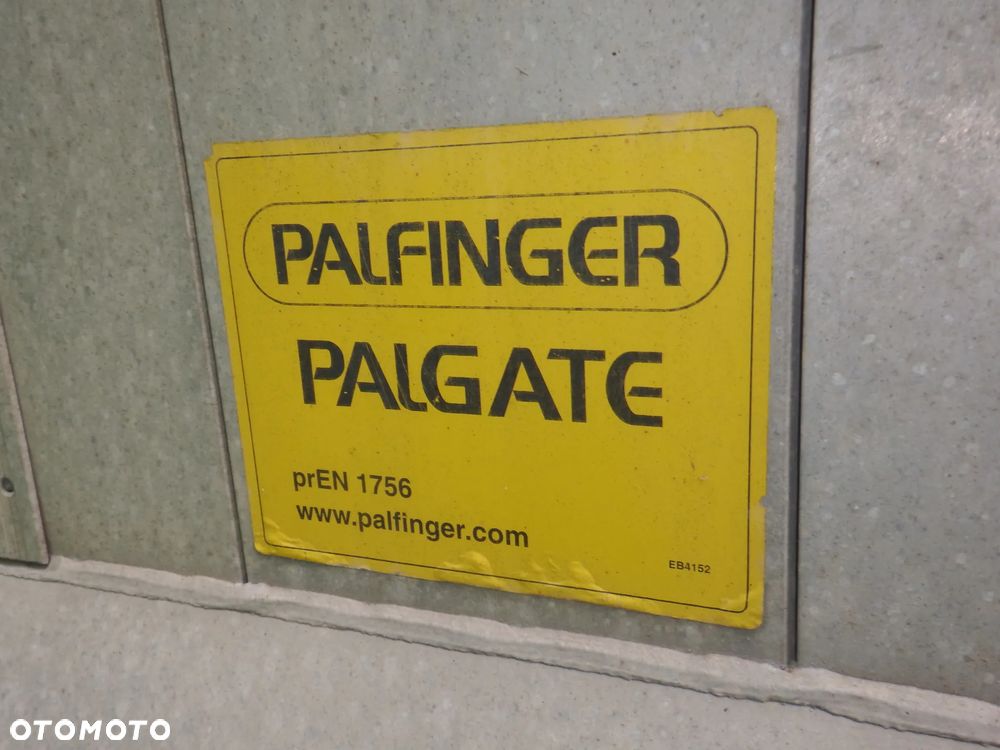 PALFINGER
PALGATE
prEN 1756
www.palfinger.com
EB4152
OTOMOTO